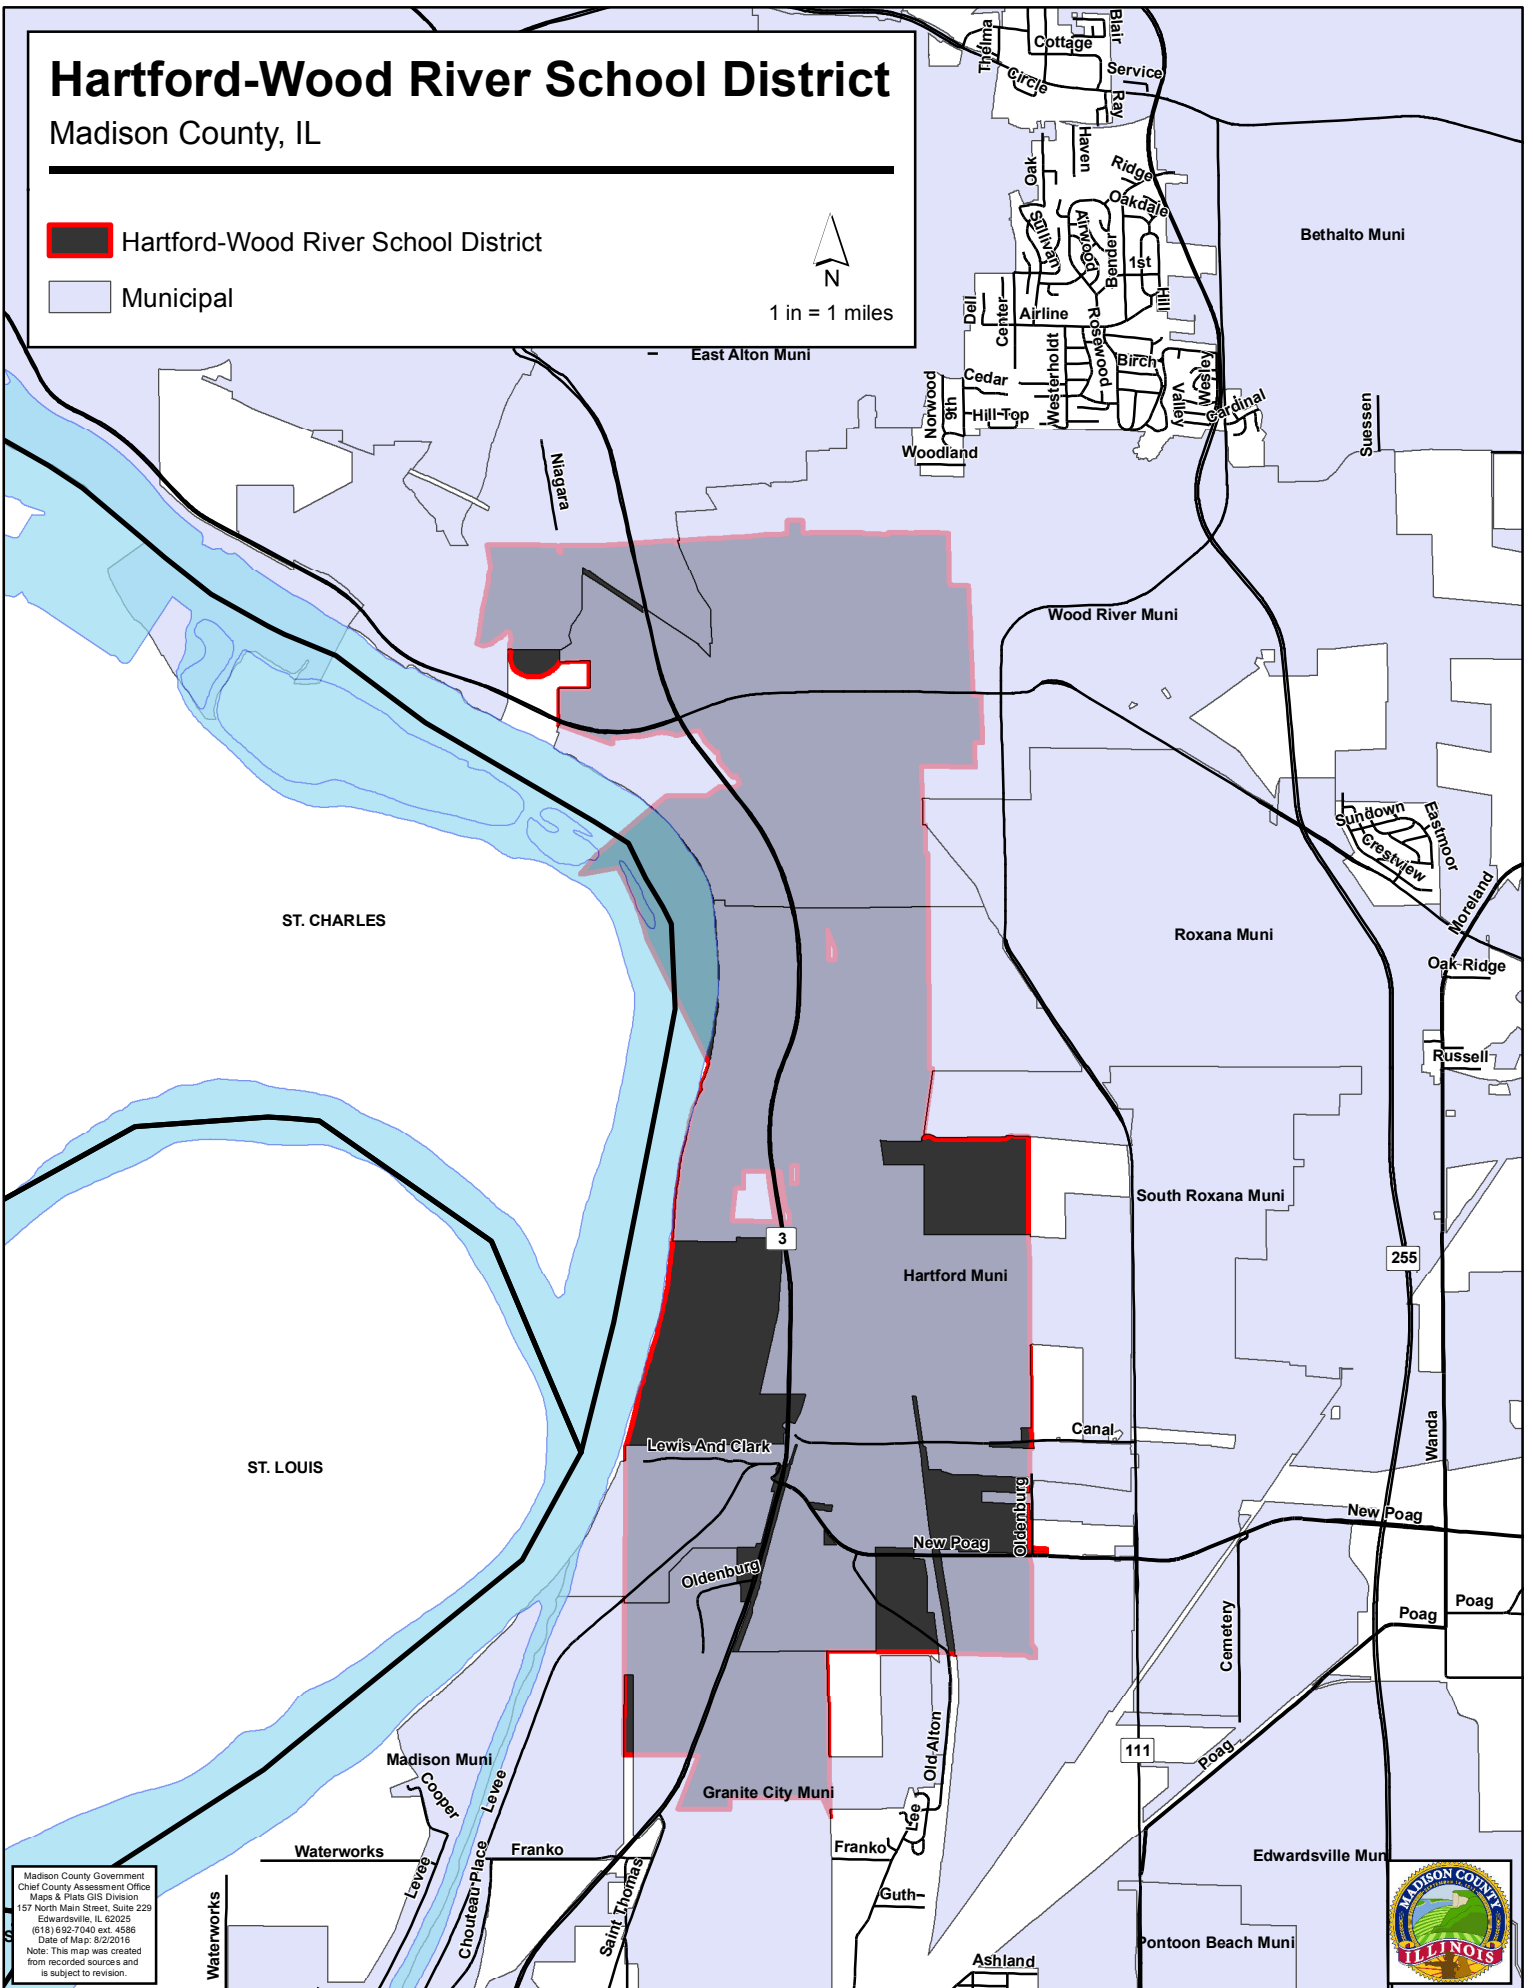 Hartford-Wood River School District
Madison County, IL
Hartford-Wood River School District
Municipal
N
1 in = 1 miles
Thelma
Cottage
Blair
Circle
Service
Ray
Haven
Oak
Ridge
Oakdale
Sullivan
Airwood
Bender
1st
Hill
Bethalto Muni
Dell
Center
Airline
Rosewood
East Alton Muni
Birch
Wesley
Westerholdt
Cedar
Norwood
9th
Hill Top
Valley
Cardinal
Suessen
Woodland
Niagara
Wood River Muni
Sundown
Eastmoor
Crestview
Moreland
ST. CHARLES
Roxana Muni
Oak Ridge
Russell
South Roxana Muni
3
255
Hartford Muni
Canal
Wanda
Lewis And Clark
ST. LOUIS
Oldenburg
New Poag
New Poag
Oldenburg
Poag
Poag
Cemetery
Old Alton
111
Poag
Madison Muni
Cooper
Levee
Granite City Muni
Lee
Waterworks
Franko
Franko
Edwardsville Mun
Levee
Chouteau Place
Saint Thomas
Guth
Waterworks
Pontoon Beach Muni
Ashland
Madison County Government
Chief County Assessment Office
Maps & Plats GIS Division
157 North Main Street, Suite 229
Edwardsville, IL 62025
(618) 692-7040 ext. 4586
Date of Map: 8/2/2016
Note: This map was created
from recorded sources and
is subject to revision.
S
MADISON COUNTY
ILLINOIS